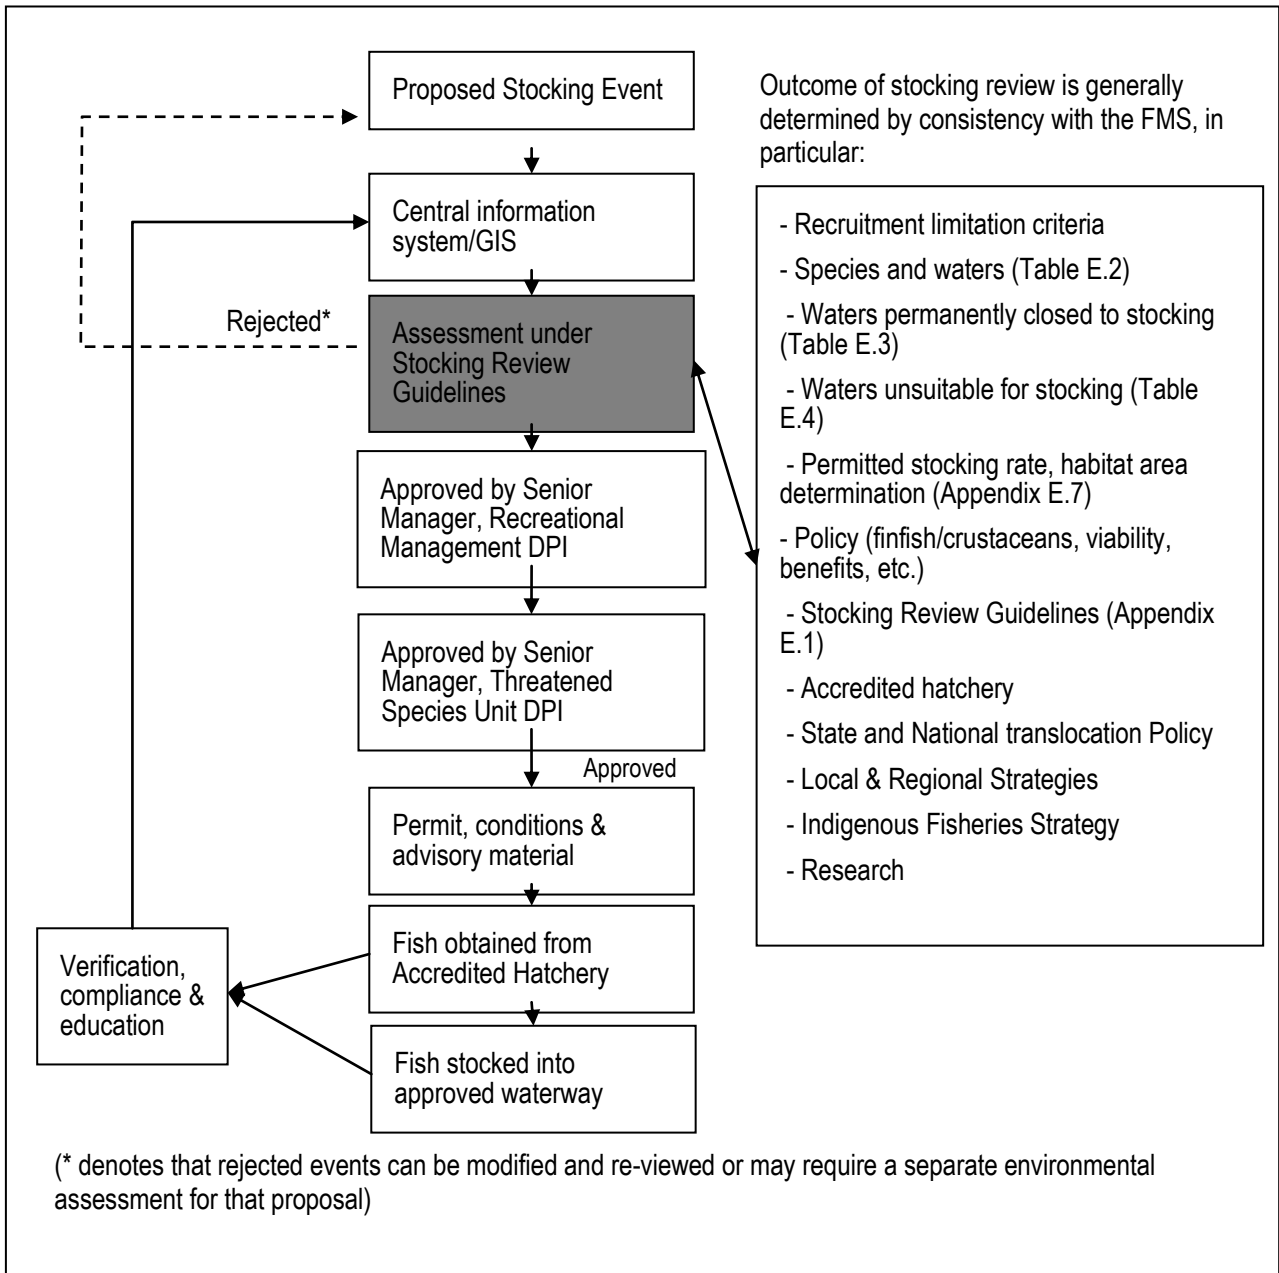 Proposed Stocking Event
Central information
system/GIS
Rejected*
Assessment under
Stocking Review
Guidelines
Approved by Senior
Manager, Recreational
Management DPI
Approved by Senior
Manager, Threatened
Species Unit DPI
Approved
Permit, conditions &
advisory material
Fish obtained from
Accredited Hatchery
Verification,
compliance &
education
Fish stocked into
approved waterway
Outcome of stocking review is generally
determined by consistency with the FMS, in
particular:
- Recruitment limitation criteria
- Species and waters (Table E.2)
- Waters permanently closed to stocking
(Table E.3)
- Waters unsuitable for stocking (Table
E.4)
- Permitted stocking rate, habitat area
determination (Appendix E.7)
- Policy (finfish/crustaceans, viability,
benefits, etc.)
- Stocking Review Guidelines (Appendix
E.1)
- Accredited hatchery
- State and National translocation Policy
- Local & Regional Strategies
- Indigenous Fisheries Strategy
- Research
(* denotes that rejected events can be modified and re-viewed or may require a separate environmental
assessment for that proposal)